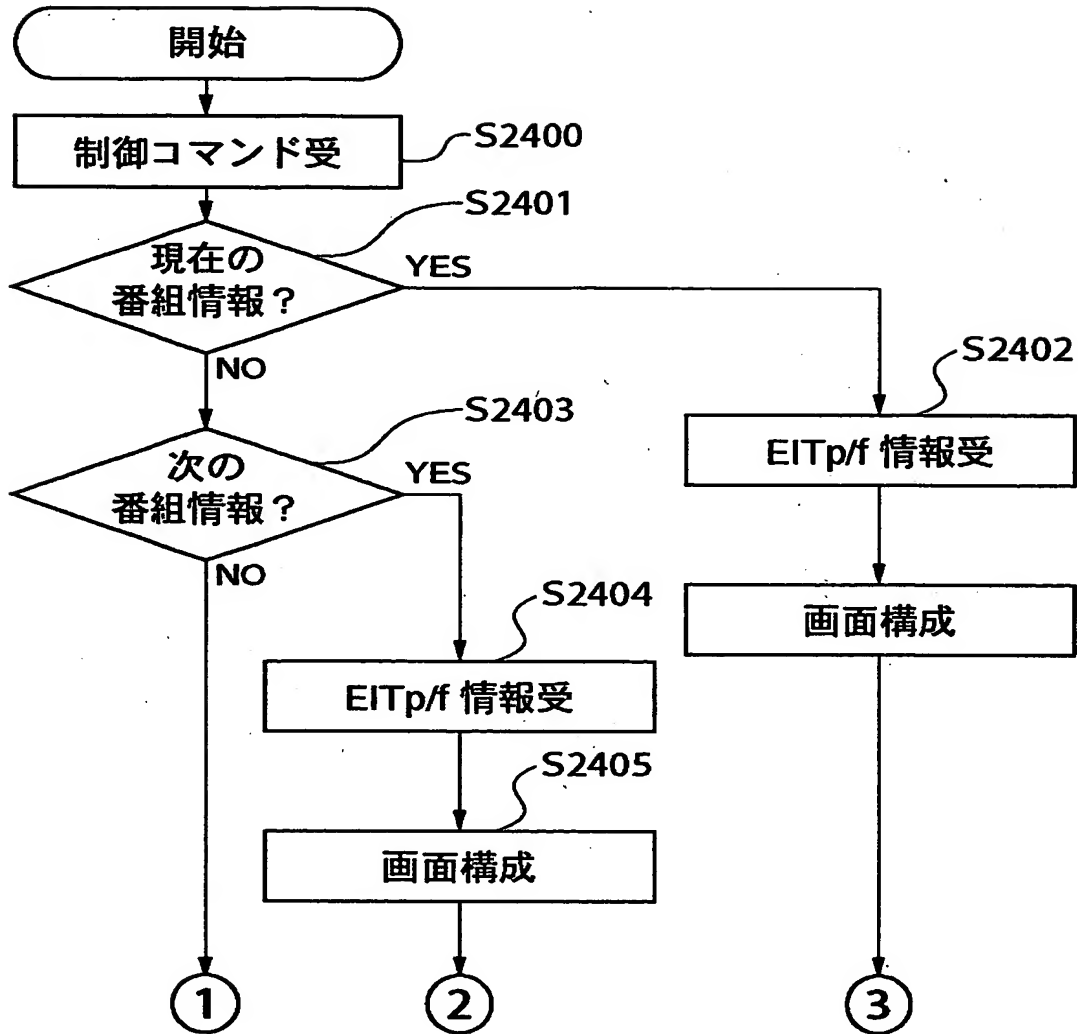 開始
制御コマンド受
S2400
S2401
現在の
番組情報？
YES
NO
S2402
EITp/f 情報受
画面構成
S2403
次の
番組情報？
YES
NO
S2404
EITp/f 情報受
S2405
画面構成
1
2
3